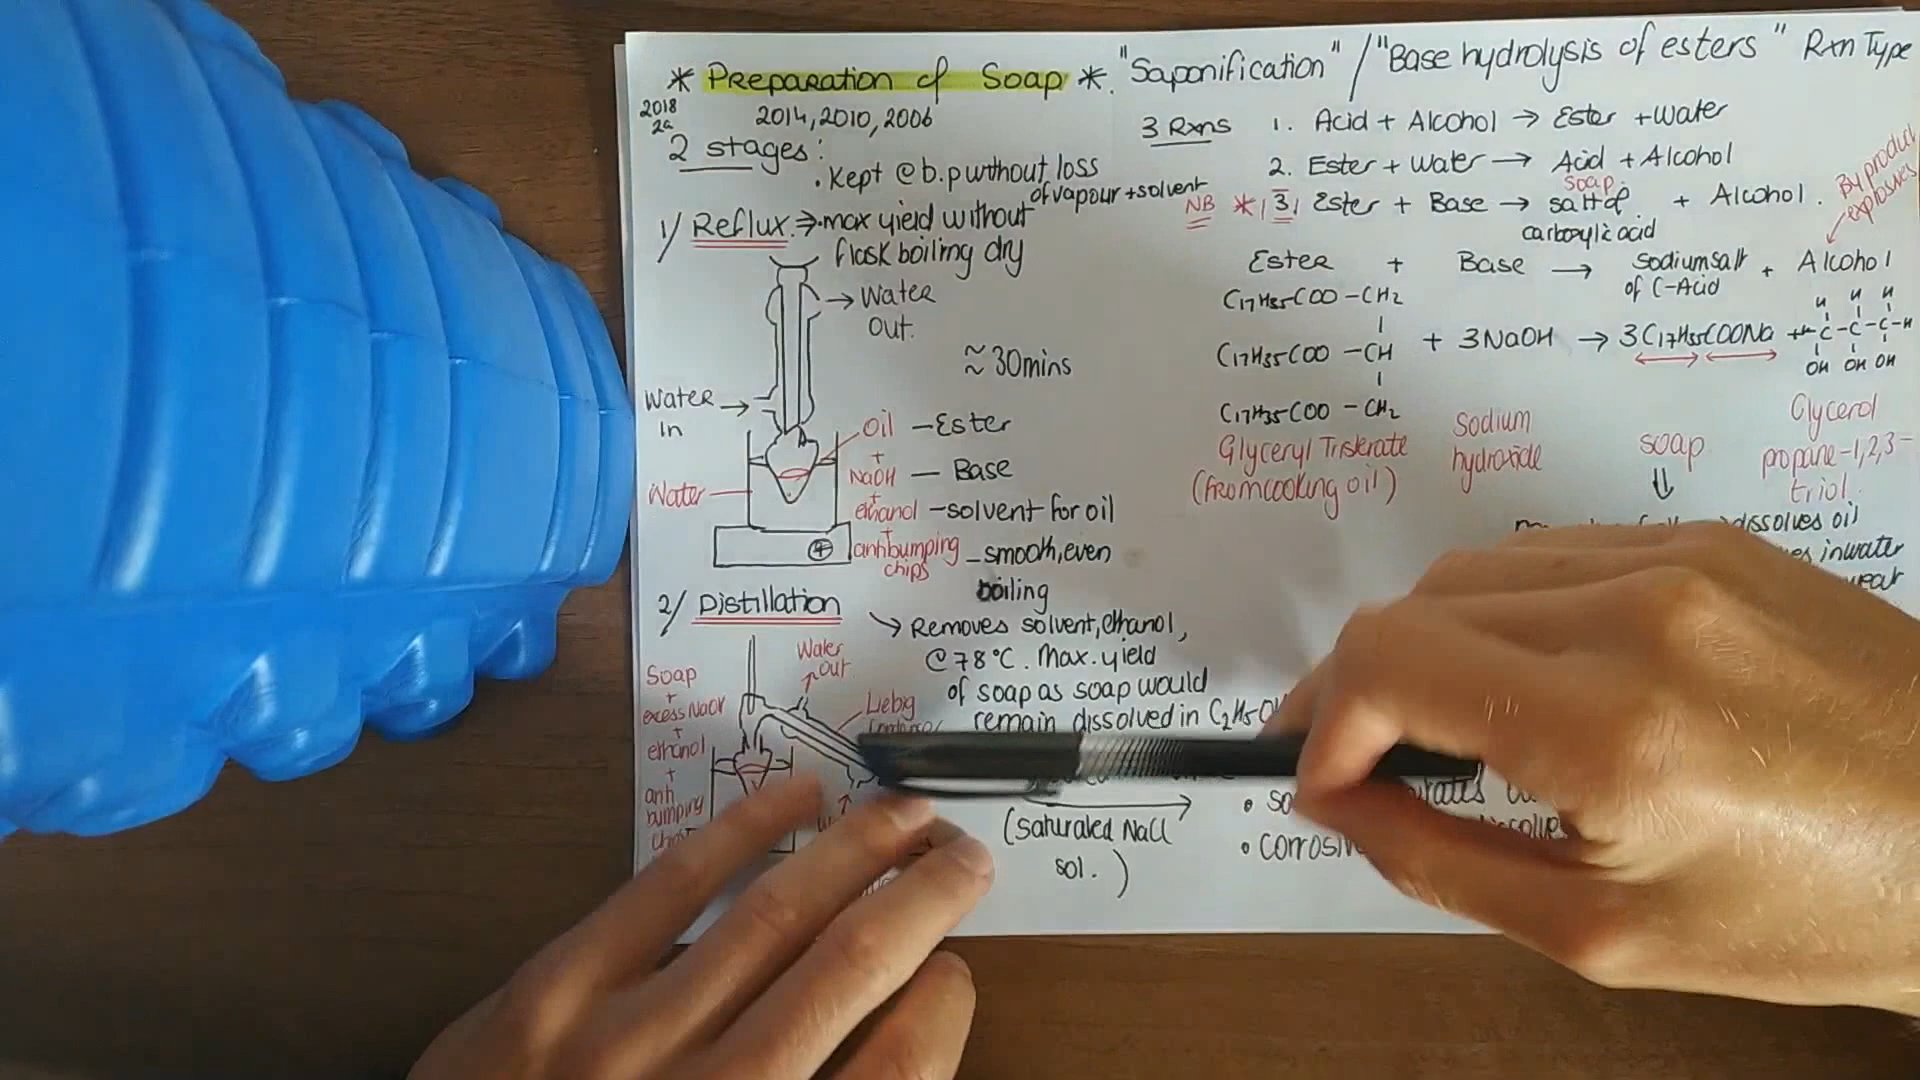 * Preparation of Soap *. "Saponification" / "Base hydrolysis of esters" Rxn Type
2018
2a
2014, 2010, 2006
2 stages:
. Kept @ b.p without loss
of vapour + solvent
1/ Reflux. ⇒ . max yield without
flask boiling dry
→ Water
out.
≈ 30mins
Water →
in
Oil — Ester
+
NaOH — Base
+
ethanol — solvent for oil
+
antibumping — smooth, even
chips
boiling
Water
2/ Distillation
↘ Removes solvent, ethanol,
@ 78°C. Max. yield
of soap as soap would
remain dissolved in C2H5O
Water
out
Soap
+
excess NaOH
+
ethanol
+
anti
bumping
Liebig
(saturated NaCl
sol.)
3 Rxns 1. Acid + Alcohol → Ester + Water
2. Ester + Water → Acid + Alcohol
soap
NB * |3| Ester + Base → salt of + Alcohol.
carboxylic acid
By product
explosives
Ester + Base → Sodium salt + Alcohol
of C-Acid
C17H35COO – CH2
|
C17H35COO – CH + 3NaOH → 3C17H35COONa +
|
C17H35COO – CH2
H H H
H-C-C-C-H
OH OH OH
Glyceryl Tristerate
(from cooking oil)
Sodium
hydroxide
soap
⇓
Glycerol
propane-1,2,3-
triol
dissolves oil
in water
• corrosiv